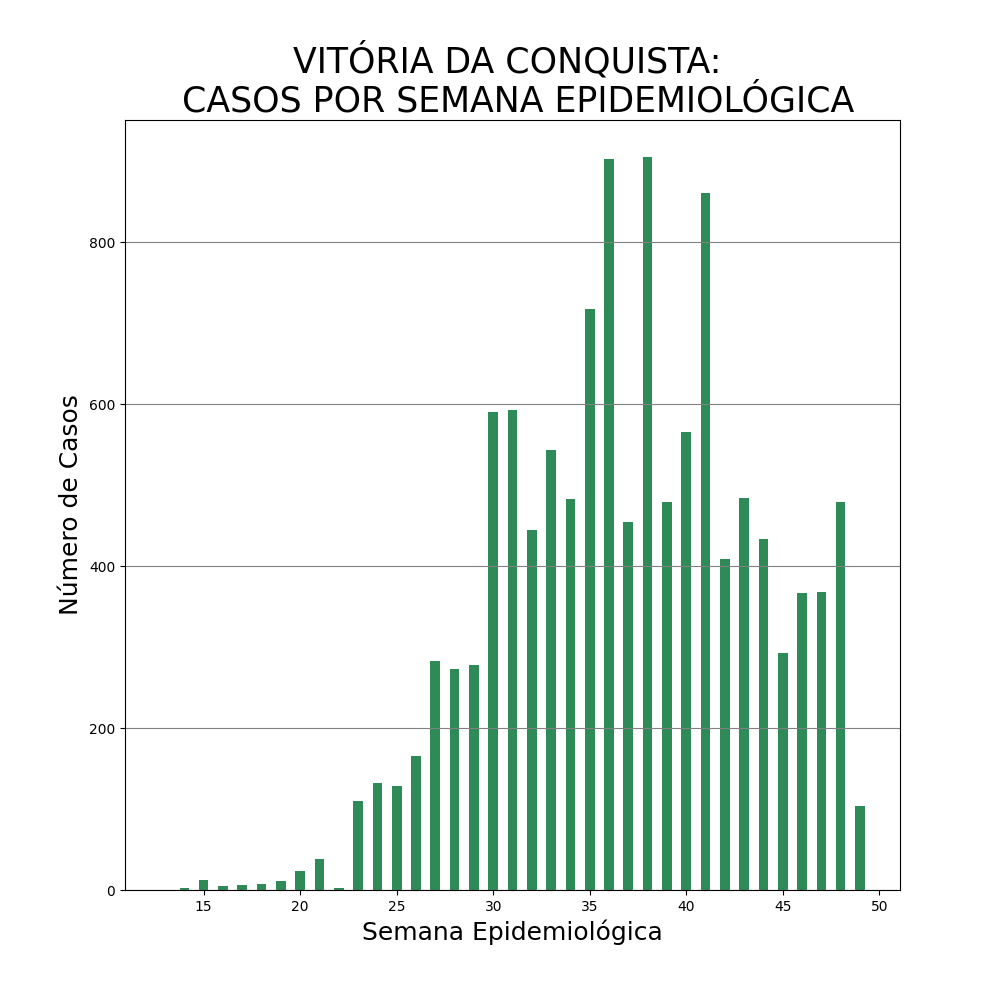 VITÓRIA DA CONQUISTA:
CASOS POR SEMANA EPIDEMIOLÓGICA
Número de Casos
800
600
400
200
0
15 20 25 30 35 40 45 50
Semana Epidemiológica